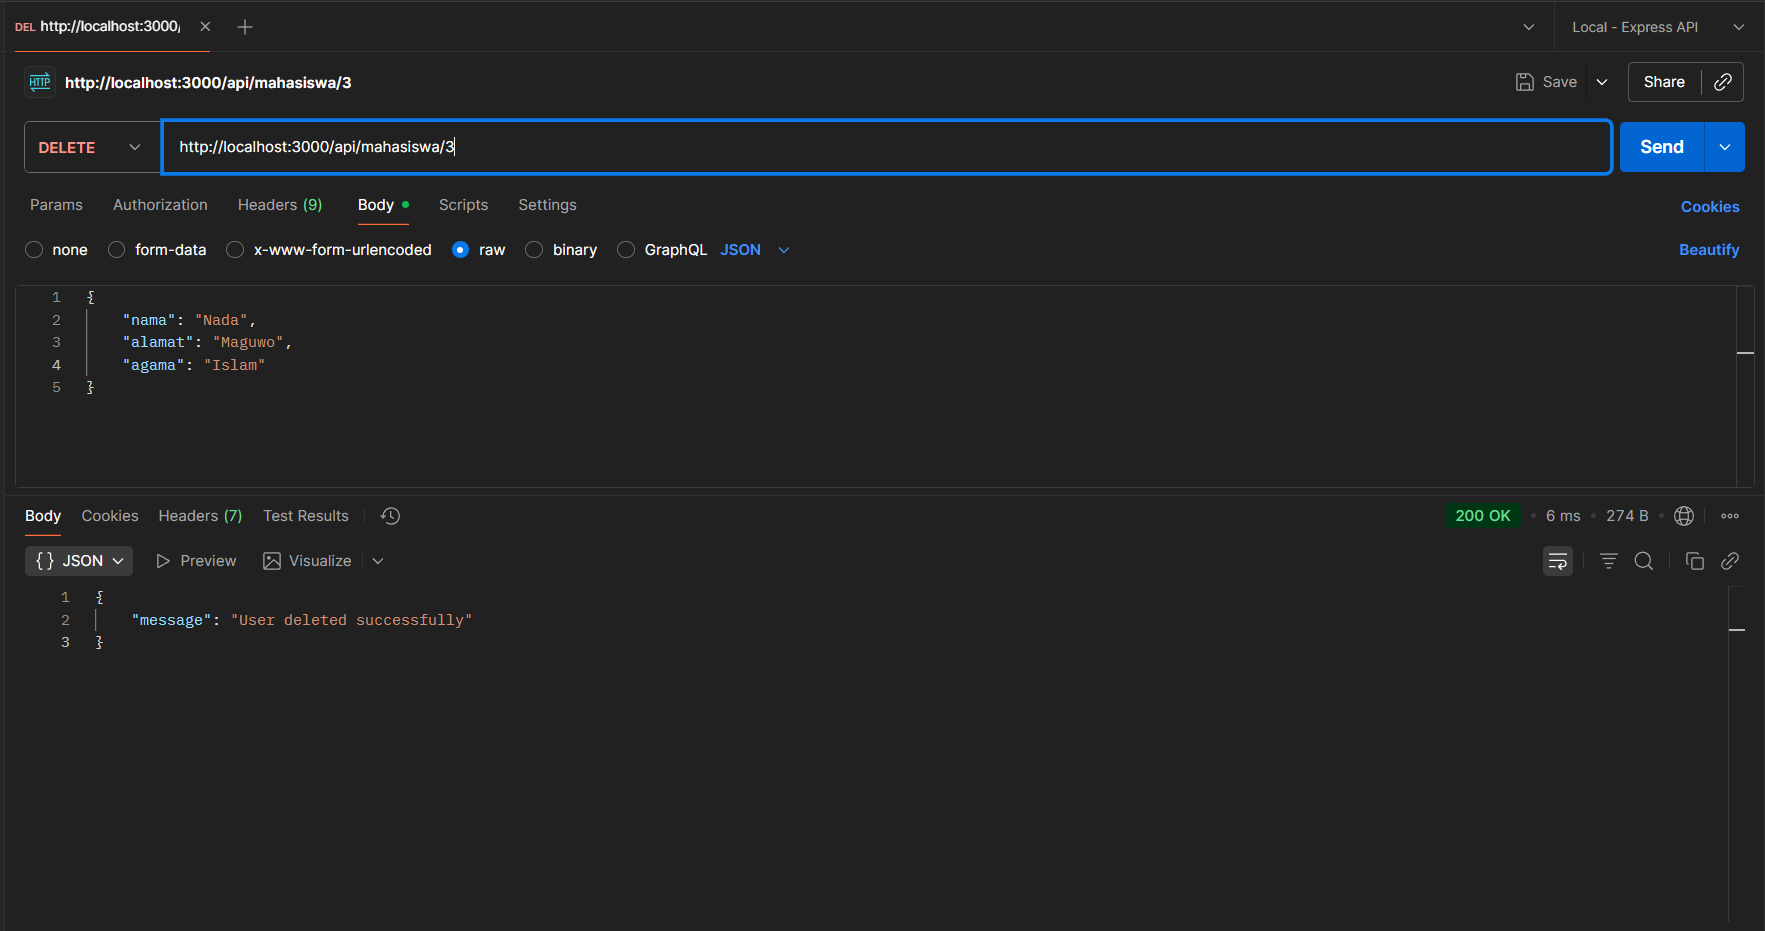 DEL http://localhost:3000/
Local - Express API
HTTP http://localhost:3000/api/mahasiswa/3
Save
Share
DELETE http://localhost:3000/api/mahasiswa/3
Send
Params Authorization Headers (9) Body Scripts Settings
Cookies
none form-data x-www-form-urlencoded raw binary GraphQL JSON
Beautify
1 {
2 "nama": "Nada",
3 "alamat": "Maguwo",
4 "agama": "Islam"
5 }
Body Cookies Headers (7) Test Results
200 OK • 6 ms • 274 B •
{} JSON Preview Visualize
1 {
2 "message": "User deleted successfully"
3 }